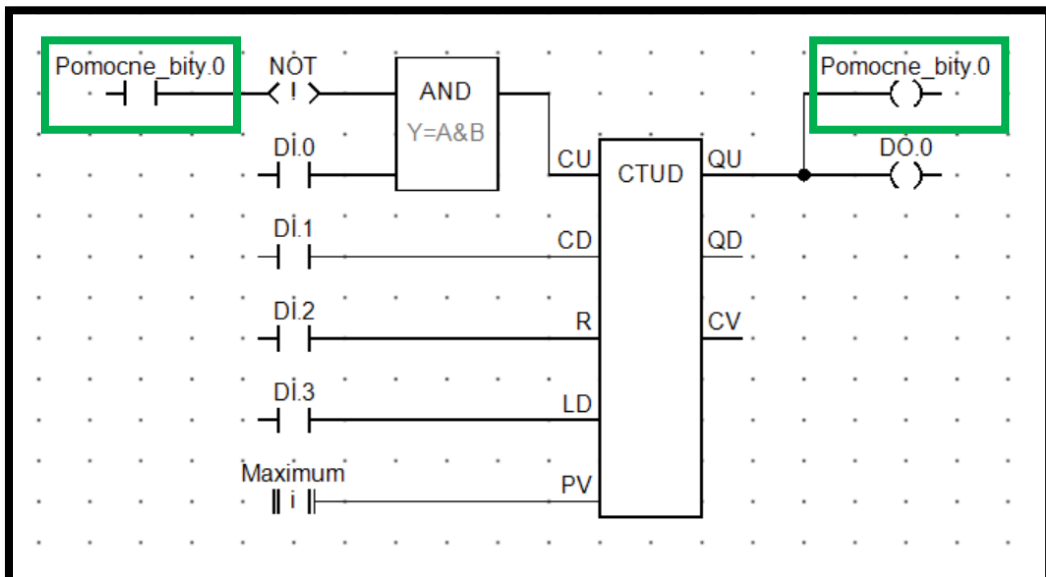 Pomocne_bity.0
NOT
!
AND
Y=A&B
Pomocne_bity.0
DI.0
CU
CTUD
QU
DO.0
DI.1
CD
QD
DI.2
R
CV
DI.3
LD
Maximum
i
PV